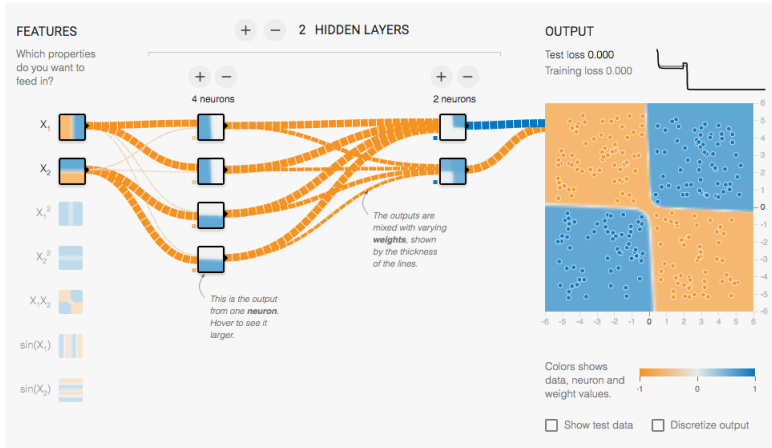 FEATURES
Which properties
do you want to
feed in?
X1
X2
X1²
X2²
X1X2
sin(X1)
sin(X2)
+ − 2 HIDDEN LAYERS
+ −
4 neurons
+ −
2 neurons
This is the output
from one neuron.
Hover to see it
larger.
The outputs are
mixed with varying
weights, shown
by the thickness
of the lines.
OUTPUT
Test loss 0.000
Training loss 0.000
6
5
4
3
2
1
0
-1
-2
-3
-4
-5
-6
-6 -5 -4 -3 -2 -1 0 1 2 3 4 5 6
Colors shows
data, neuron and
weight values.
-1 0 1
Show test data
Discretize output